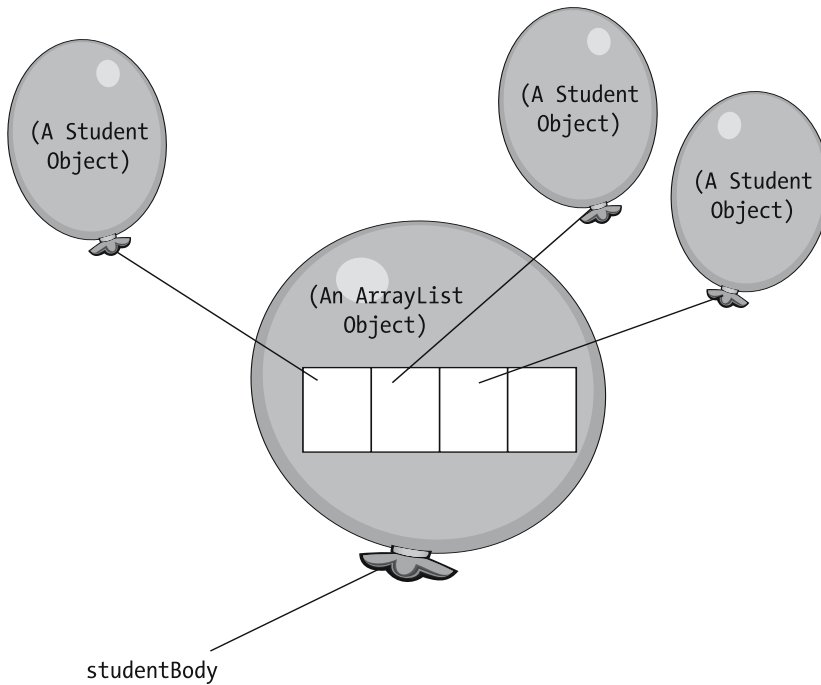 (A Student
Object)
(A Student
Object)
(A Student
Object)
(An ArrayList
Object)
studentBody